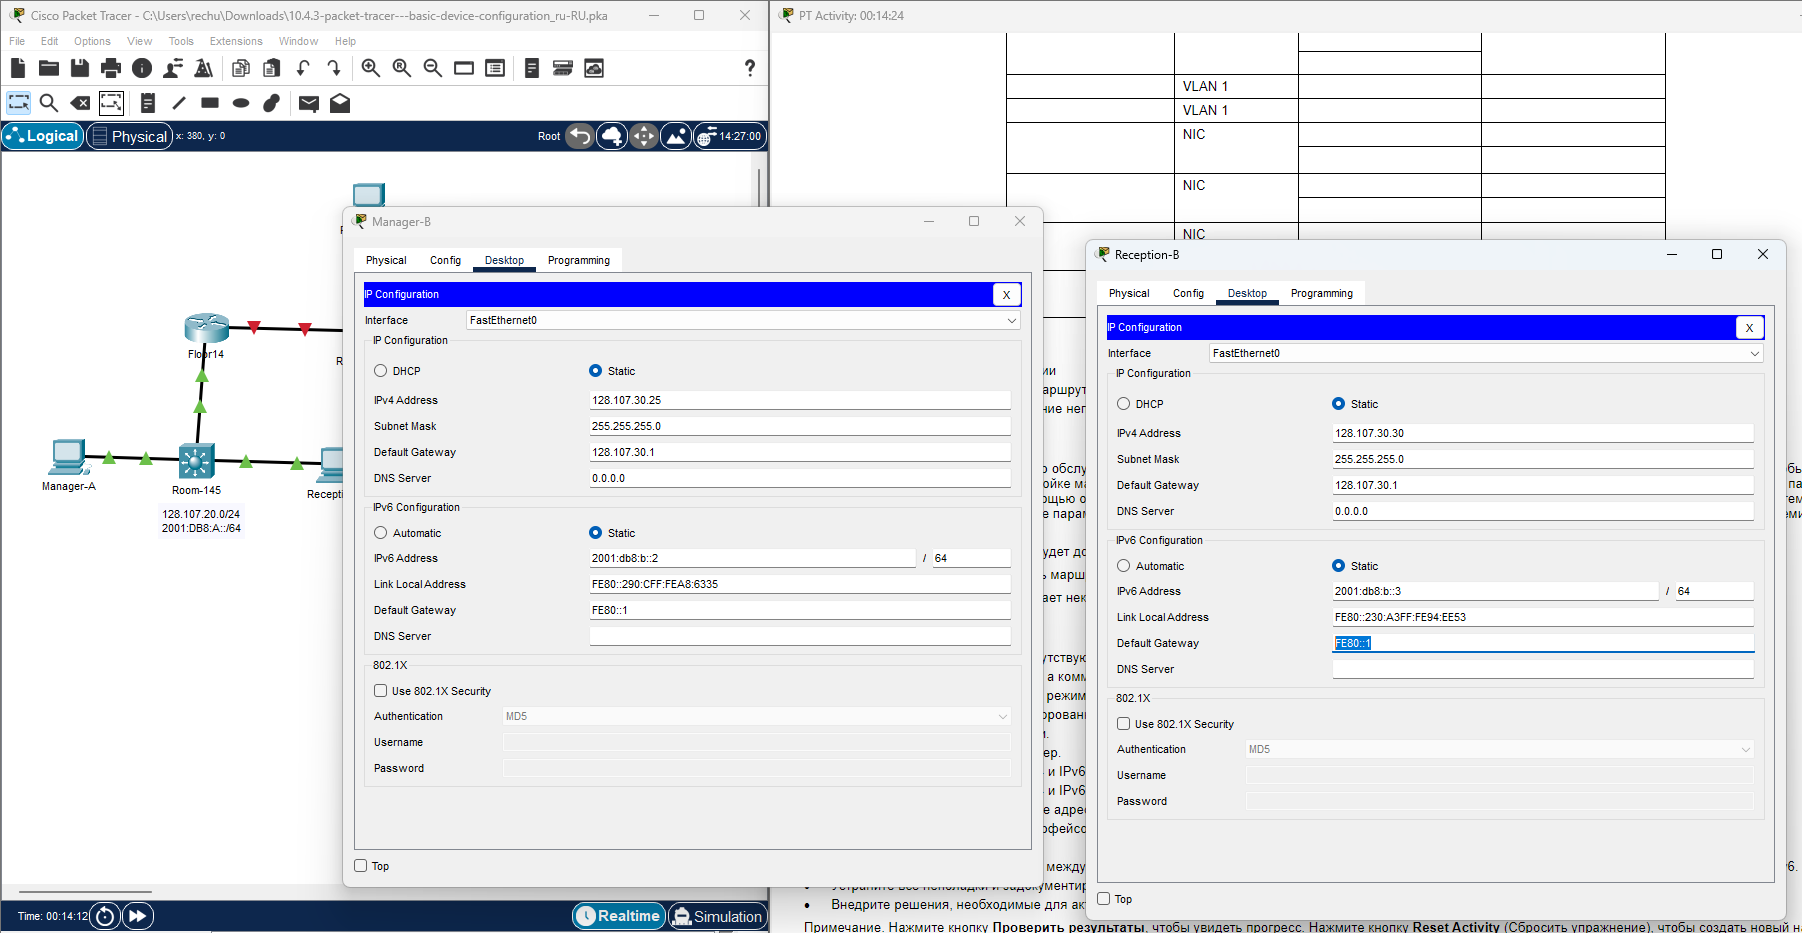 Cisco Packet Tracer - C:\Users\rechu\Downloads\10.4.3-packet-tracer---basic-device-configuration_ru-RU.pka
File Edit Options View Tools Extensions Window Help
Logical
Physical
x: 380, y: 0
Root
14:27:00
Floor14
Manager-A
Room-145
128.107.20.0/24
2001:DB8:A::/64
Time: 00:14:12
Realtime
Simulation
Manager-B
Physical Config Desktop Programming
IP Configuration
X
Interface FastEthernet0
IP Configuration
DHCP Static
IPv4 Address 128.107.30.25
Subnet Mask 255.255.255.0
Default Gateway 128.107.30.1
DNS Server 0.0.0.0
IPv6 Configuration
Automatic Static
IPv6 Address 2001:db8:b::2 / 64
Link Local Address FE80::290:CFF:FEA8:6335
Default Gateway FE80::1
DNS Server
802.1X
Use 802.1X Security
Authentication MD5
Username
Password
Top
PT Activity: 00:14:24
VLAN 1
VLAN 1
NIC
NIC
NIC
Reception-B
Physical Config Desktop Programming
IP Configuration
X
Interface FastEthernet0
IP Configuration
DHCP Static
IPv4 Address 128.107.30.30
Subnet Mask 255.255.255.0
Default Gateway 128.107.30.1
DNS Server 0.0.0.0
IPv6 Configuration
Automatic Static
IPv6 Address 2001:db8:b::3 / 64
Link Local Address FE80::230:A3FF:FE94:EE53
Default Gateway FE80::1
DNS Server
802.1X
Use 802.1X Security
Authentication MD5
Username
Password
Top
и IPv6
и IPv6
между
• Внедрите решения, необходимые для
Примечание. Нажмите кнопку Проверить результаты, чтобы увидеть прогресс. Нажмите кнопку Reset Activity (Сбросить упражнение), чтобы создать новый